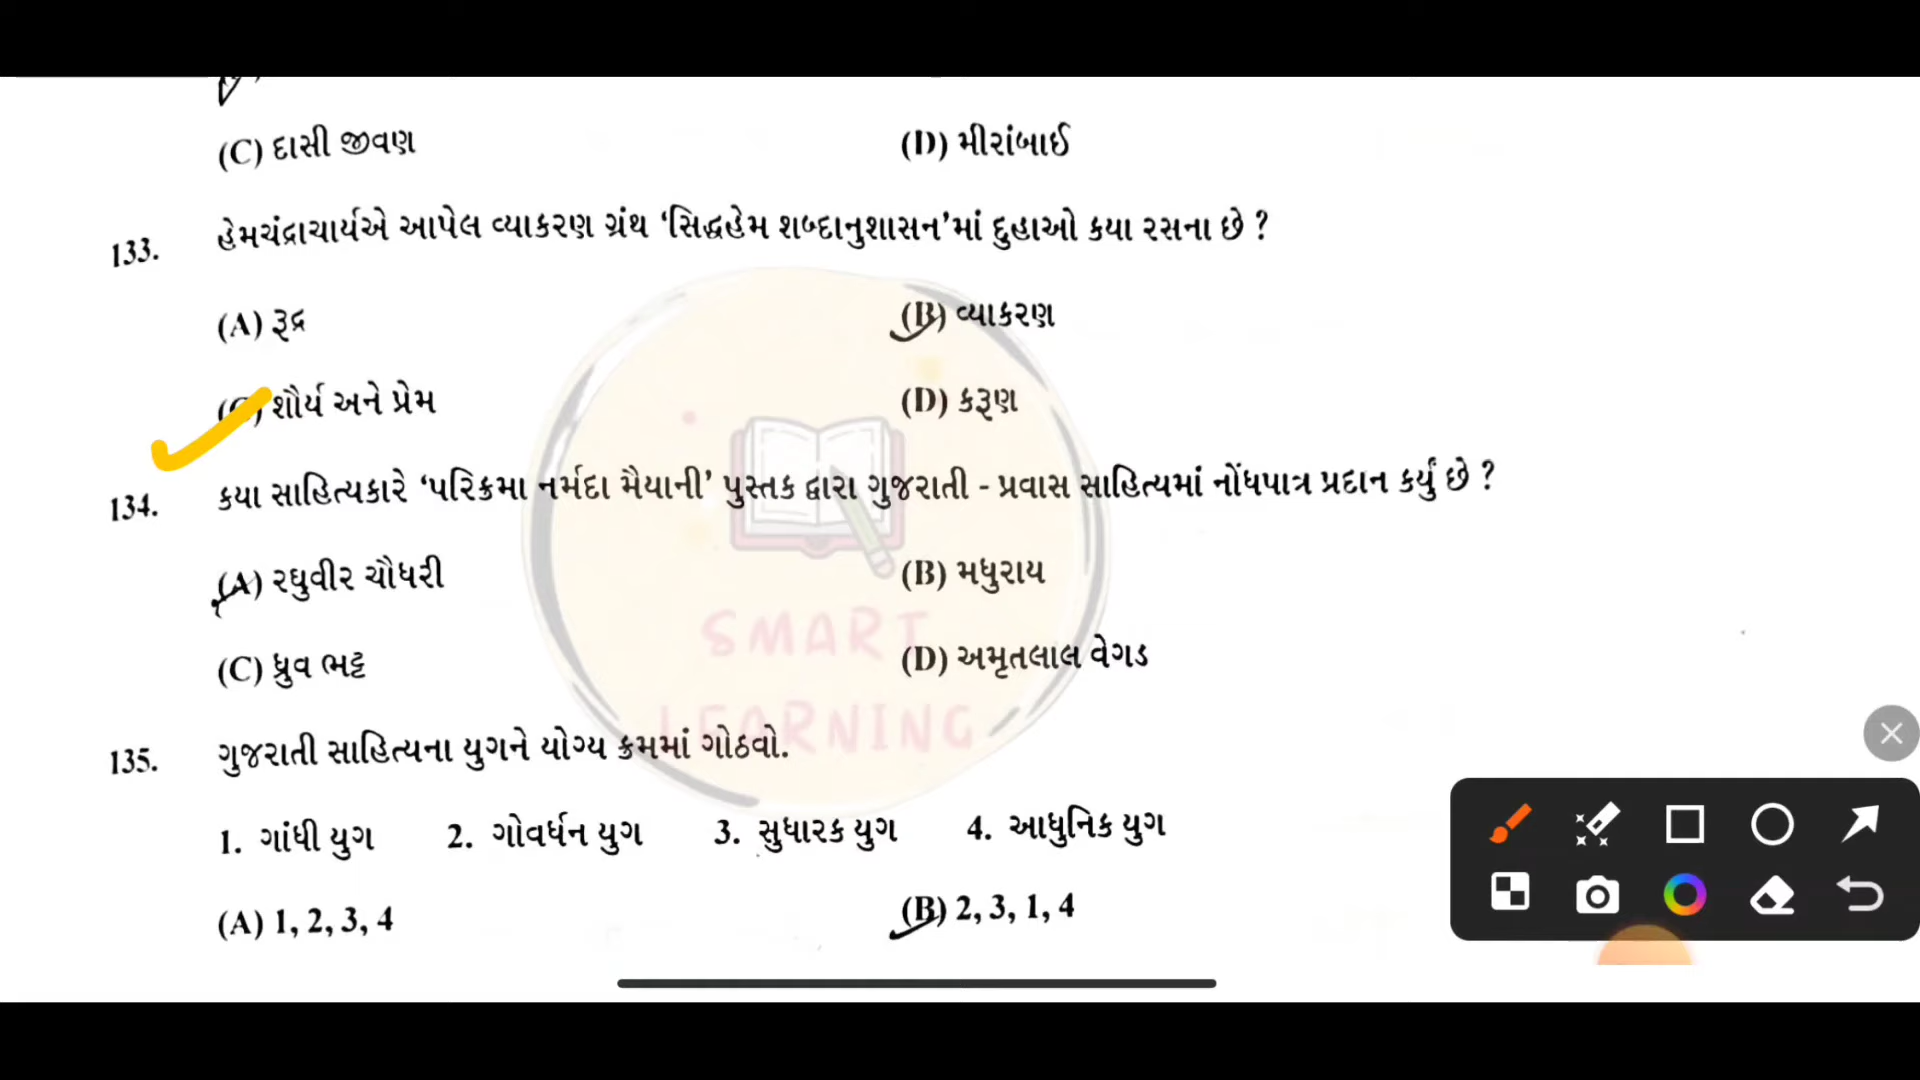 (C) દાસી જીવણ
(D) મીરાંબાઈ
133. હેમચંદ્રાચાર્યએ આપેલ વ્યાકરણ ગ્રંથ ‘સિદ્ધહેમ શબ્દાનુશાસન’માં દુહાઓ કયા રસના છે ?
(A) રૂદ્ર
(B) વ્યાકરણ
(C) શૌર્ય અને પ્રેમ
(D) કરૂણ
134. કયા સાહિત્યકારે ‘પરિક્રમા નર્મદા મૈયાની’ પુસ્તક દ્વારા ગુજરાતી - પ્રવાસ સાહિત્યમાં નોંધપાત્ર પ્રદાન કર્યું છે ?
(A) રઘુવીર ચૌધરી
(B) મધુરાય
(C) ધ્રુવ ભટ્ટ
(D) અમૃતલાલ વેગડ
SMART
LEARNING
135. ગુજરાતી સાહિત્યના યુગને યોગ્ય ક્રમમાં ગોઠવો.
1. ગાંધી યુગ 2. ગોવર્ધન યુગ 3. સુધારક યુગ 4. આધુનિક યુગ
(A) 1, 2, 3, 4
(B) 2, 3, 1, 4